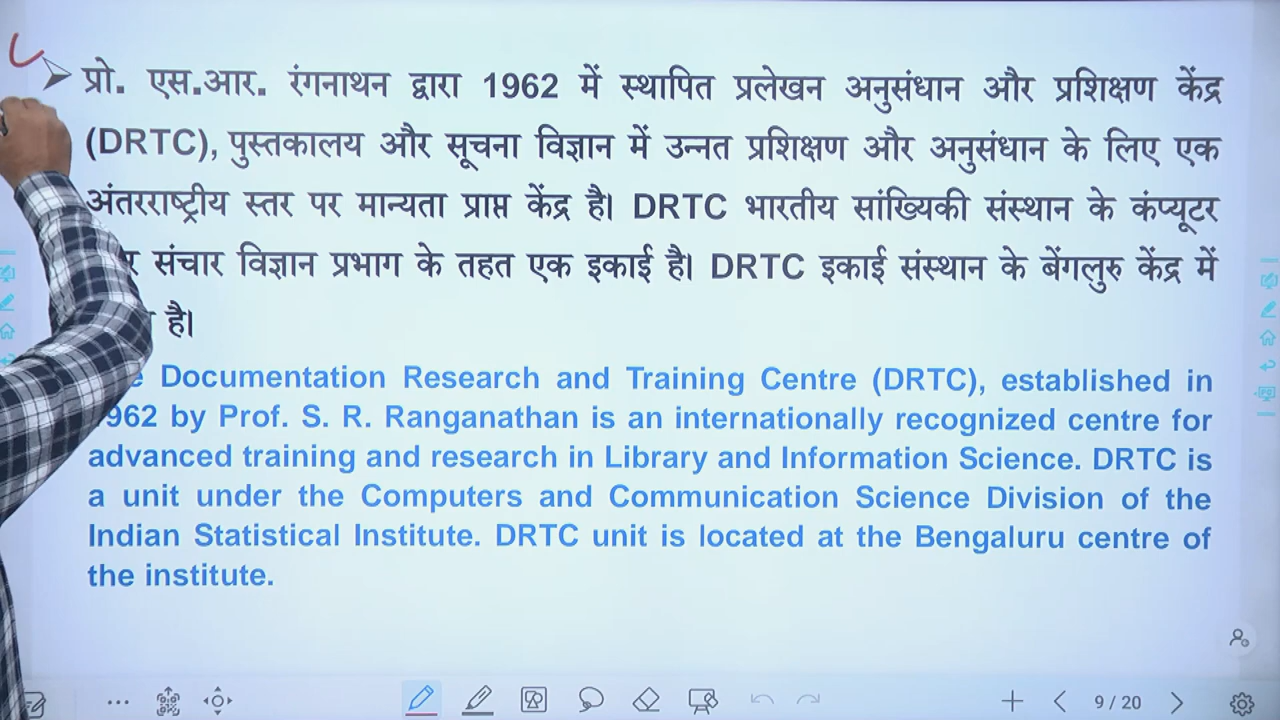 प्रो. एस.आर. रंगनाथन द्वारा 1962 में स्थापित प्रलेखन अनुसंधान और प्रशिक्षण केंद्र
(DRTC), पुस्तकालय और सूचना विज्ञान में उन्नत प्रशिक्षण और अनुसंधान के लिए एक
अंतरराष्ट्रीय स्तर पर मान्यता प्राप्त केंद्र है। DRTC भारतीय सांख्यिकी संस्थान के कंप्यूटर
संचार विज्ञान प्रभाग के तहत एक इकाई है। DRTC इकाई संस्थान के बेंगलुरु केंद्र में
है।
Documentation Research and Training Centre (DRTC), established in
1962 by Prof. S. R. Ranganathan is an internationally recognized centre for
advanced training and research in Library and Information Science. DRTC is
a unit under the Computers and Communication Science Division of the
Indian Statistical Institute. DRTC unit is located at the Bengaluru centre of
the institute.
9 / 20